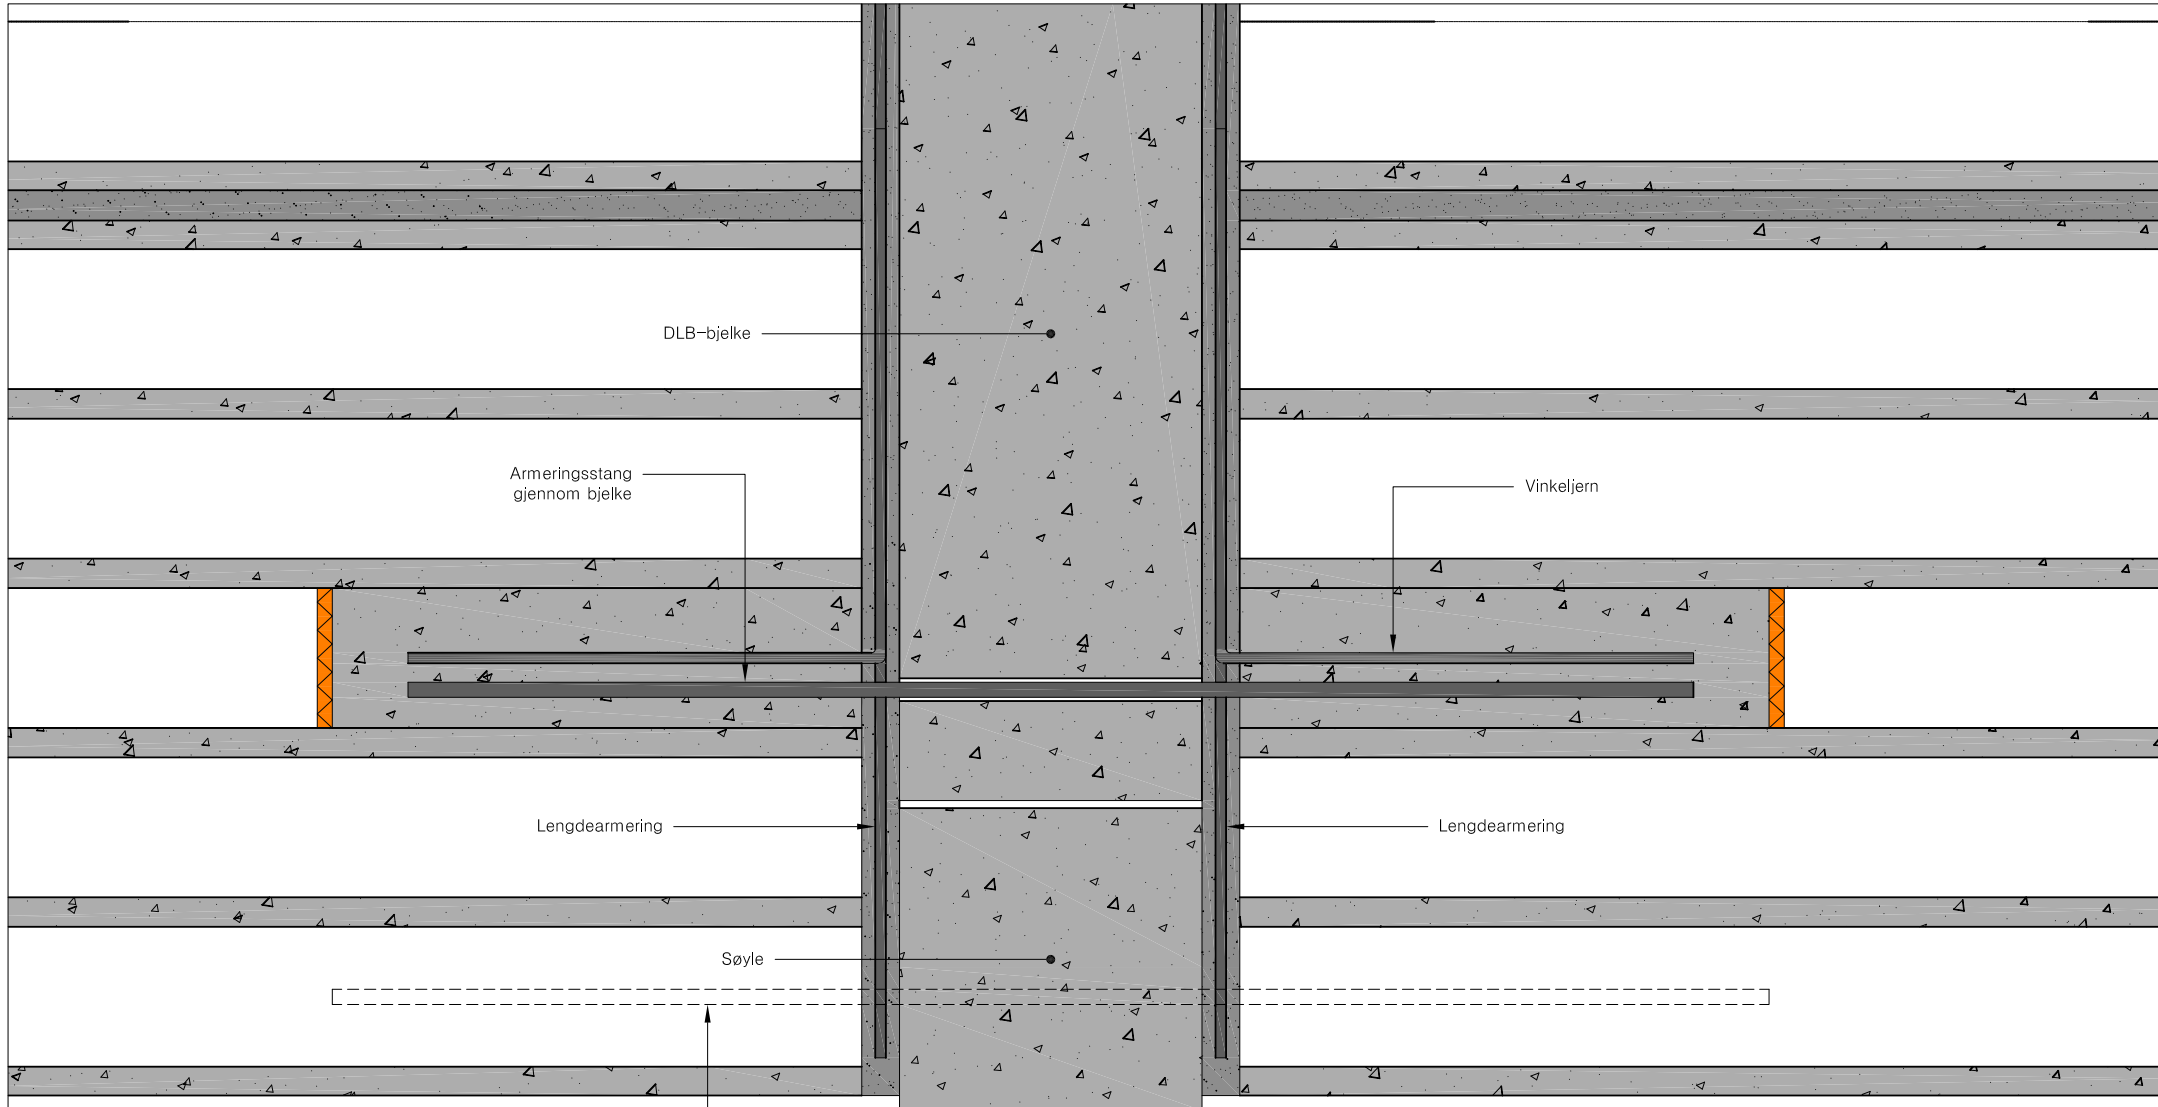 DLB-bjelke
Armeringsstang
gjennom bjelke
Vinkeljern
Lengdearmering
Lengdearmering
Søyle